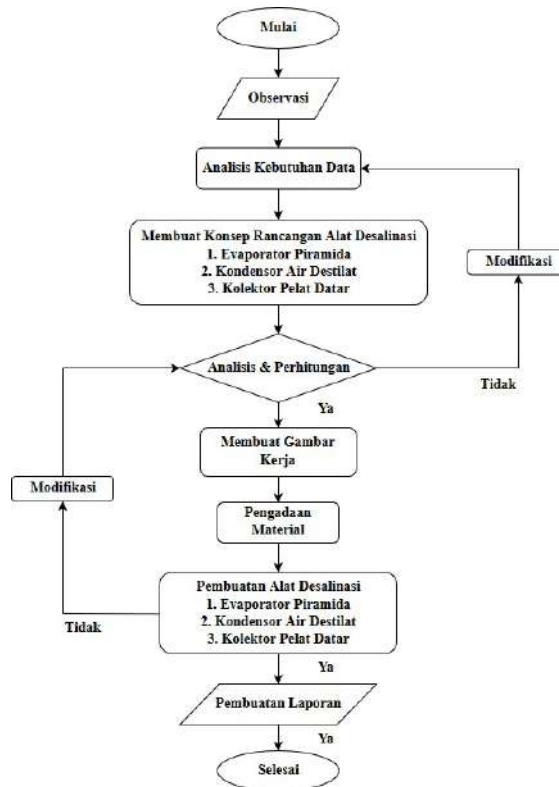 Mulai
Observasi
Analisis Kebutuhan Data
Membuat Konsep Rancangan Alat Desalinasi
1. Evaporator Piramida
2. Kondensor Air Destilat
3. Kolektor Pelat Datar
Modifikasi
Analisis & Perhitungan
Tidak
Ya
Membuat Gambar
Kerja
Modifikasi
Pengadaan
Material
Pembuatan Alat Desalinasi
1. Evaporator Piramida
2. Kondensor Air Destilat
3. Kolektor Pelat Datar
Tidak
Ya
Pembuatan Laporan
Ya
Selesai